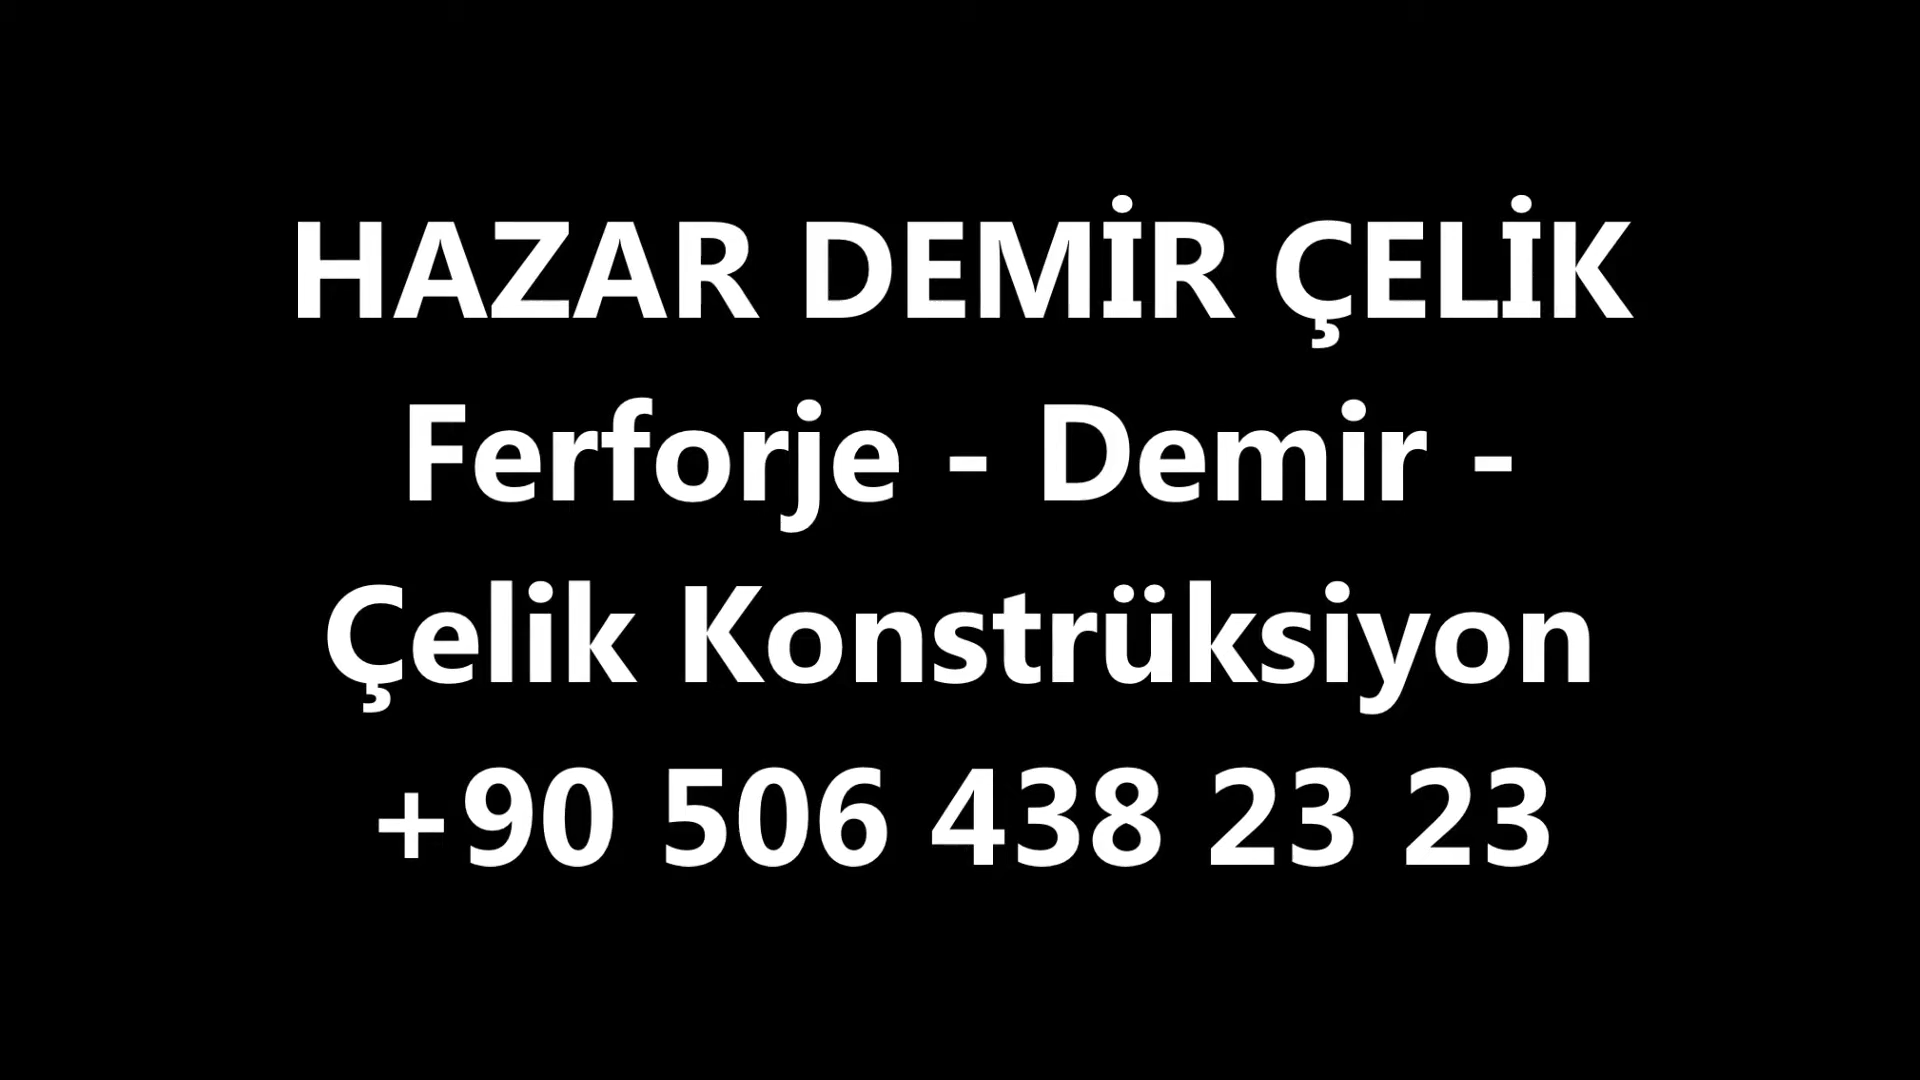 HAZAR DEMİR ÇELİK
Ferforje - Demir -
Çelik Konstrüksiyon
+90 506 438 23 23